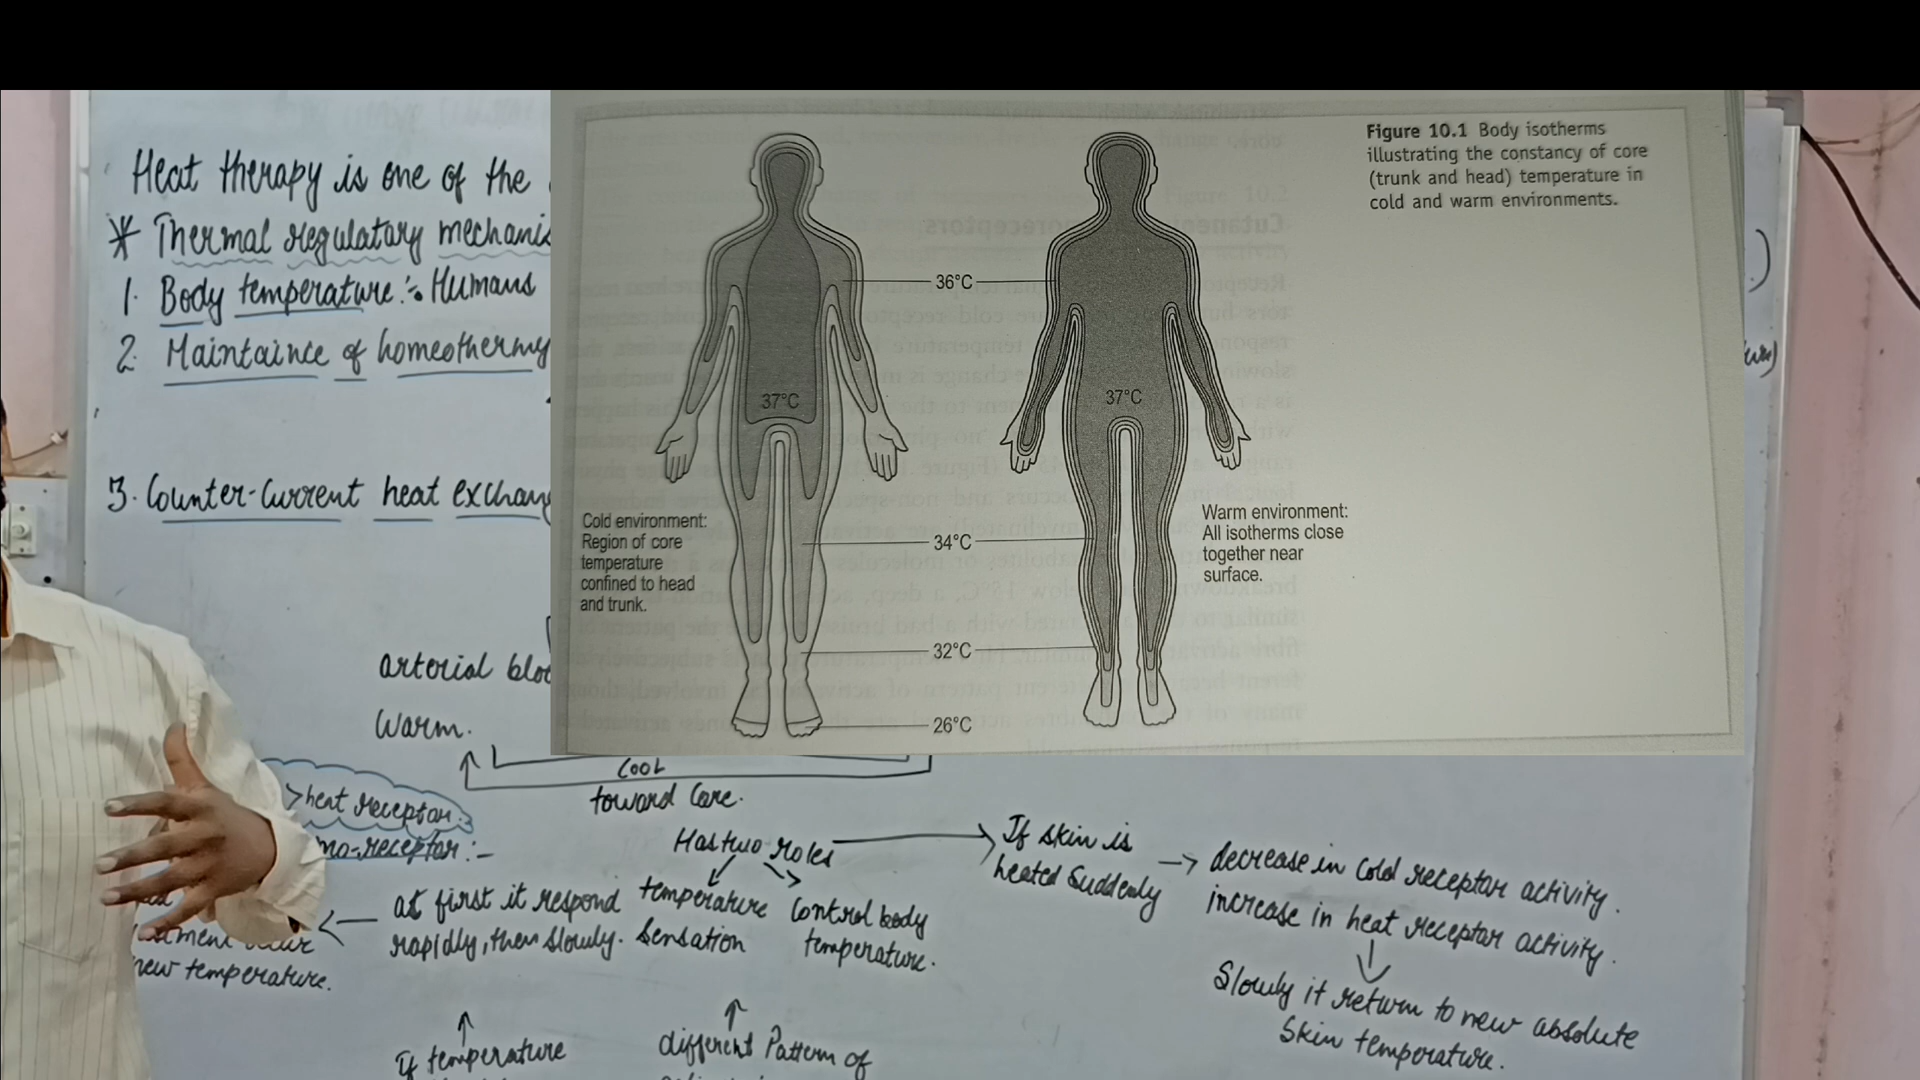 Heat therapy is one of the
* Thermal regulatory mechanis
1. Body temperature :- Humans
2. Maintaince of homeothermy
3. Counter-Current heat exchang
Figure 10.1 Body isotherms
illustrating the constancy of core
(trunk and head) temperature in
cold and warm environments.
36°C
37°C
37°C
Cold environment:
Region of core
temperature
confined to head
and trunk.
34°C
Warm environment:
All isotherms close
together near
surface.
32°C
26°C
arterial bloo
Warm.
Cool
toward Core.
>heat receptor
mo-receptor :-
Has two roles
temperature
Sensation
Control body
temperature.
at first it respond
rapidly, then slowly.
new temperature.
If skin is
heated Suddenly
decrease in Cold receptor activity.
increase in heat receptor activity.
Slowly it return to new absolute
Skin temperature.
If temperature
different Pattern of